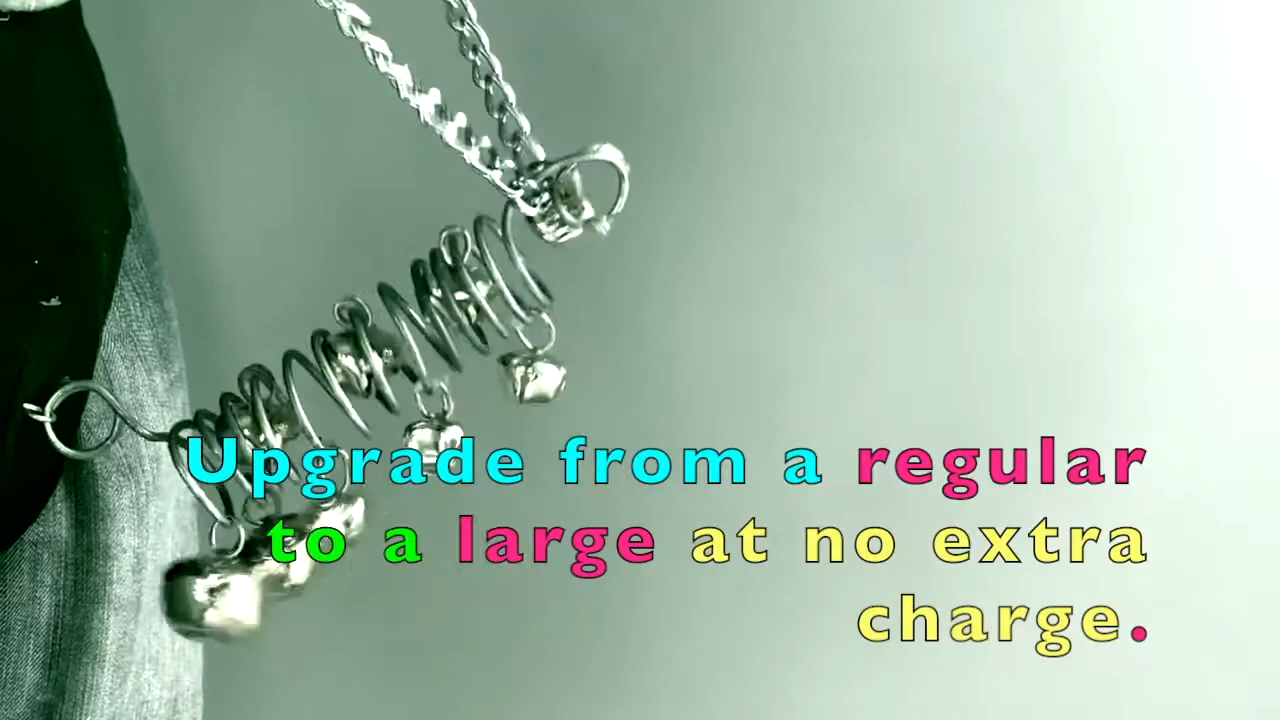 Upgrade from a regular
to a large at no extra
charge.